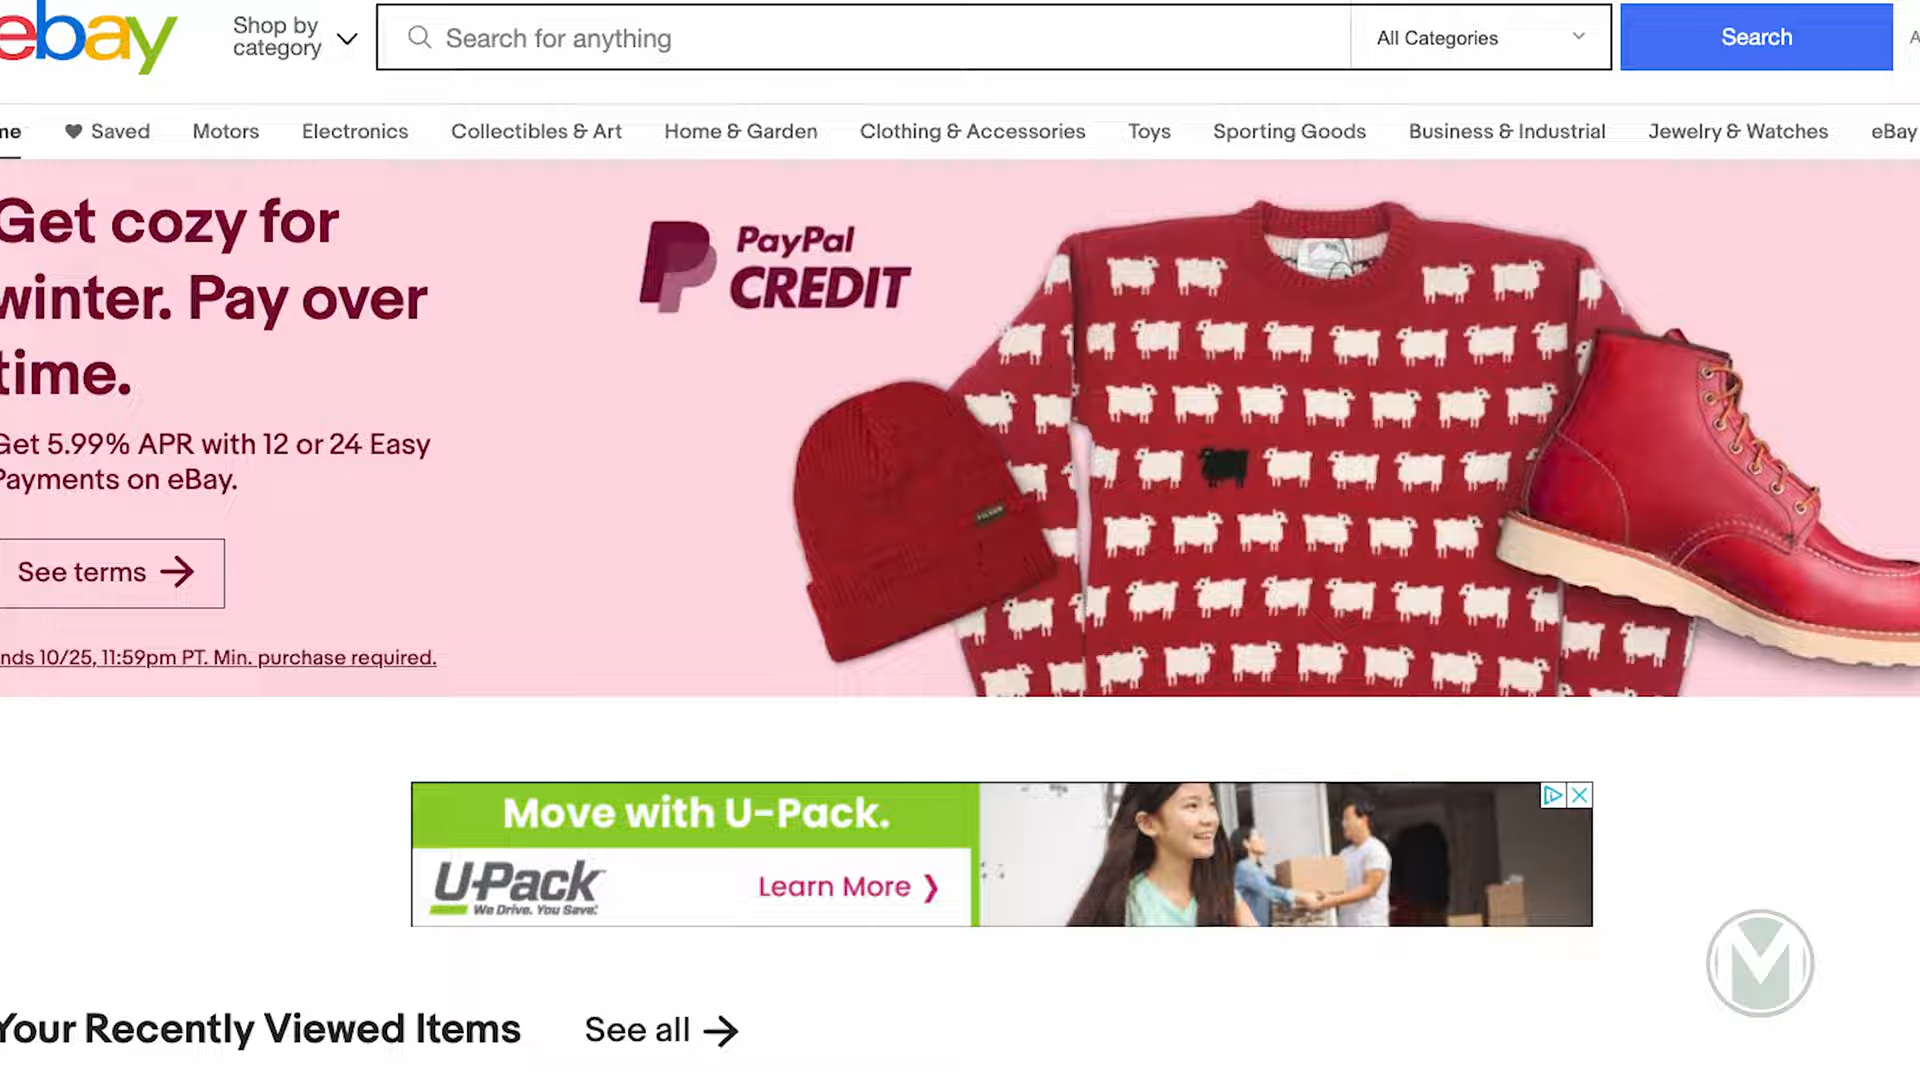 ebay
Shop by
category
Search for anything
All Categories
Search
Saved
Motors
Electronics
Collectibles & Art
Home & Garden
Clothing & Accessories
Toys
Sporting Goods
Business & Industrial
Jewelry & Watches
eBay
Get cozy for
winter. Pay over
time.
PayPal
CREDIT
Get 5.99% APR with 12 or 24 Easy
Payments on eBay.
See terms
nds 10/25, 11:59pm PT. Min. purchase required.
Move with U-Pack.
U-Pack
We Drive. You Save.
Learn More
Your Recently Viewed Items
See all
M